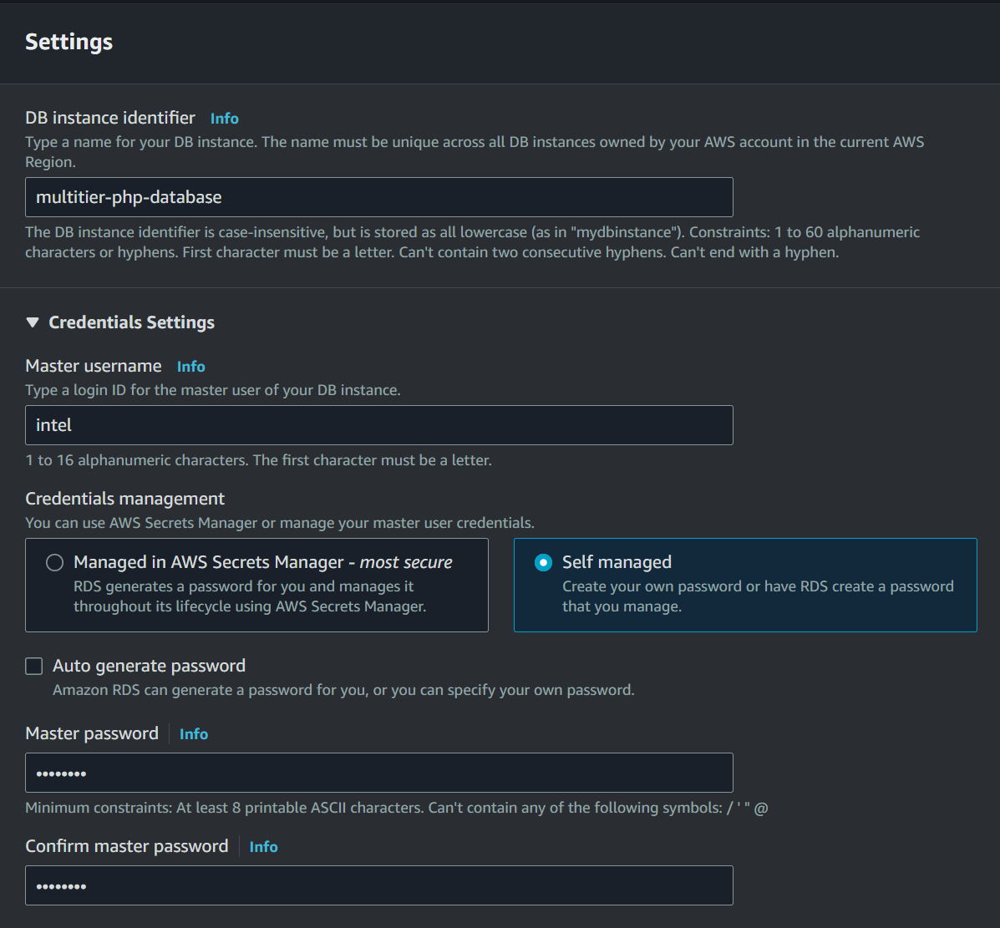 Settings
DB instance identifier Info
Type a name for your DB instance. The name must be unique across all DB instances owned by your AWS account in the current AWS
Region.
multitier-php-database
The DB instance identifier is case-insensitive, but is stored as all lowercase (as in "mydbinstance"). Constraints: 1 to 60 alphanumeric
characters or hyphens. First character must be a letter. Can't contain two consecutive hyphens. Can't end with a hyphen.
Credentials Settings
Master username Info
Type a login ID for the master user of your DB instance.
intel
1 to 16 alphanumeric characters. The first character must be a letter.
Credentials management
You can use AWS Secrets Manager or manage your master user credentials.
Managed in AWS Secrets Manager - most secure
RDS generates a password for you and manages it
throughout its lifecycle using AWS Secrets Manager.
Self managed
Create your own password or have RDS create a password
that you manage.
Auto generate password
Amazon RDS can generate a password for you, or you can specify your own password.
Master password Info
••••••••
Minimum constraints: At least 8 printable ASCII characters. Can't contain any of the following symbols: / ' " @
Confirm master password Info
••••••••